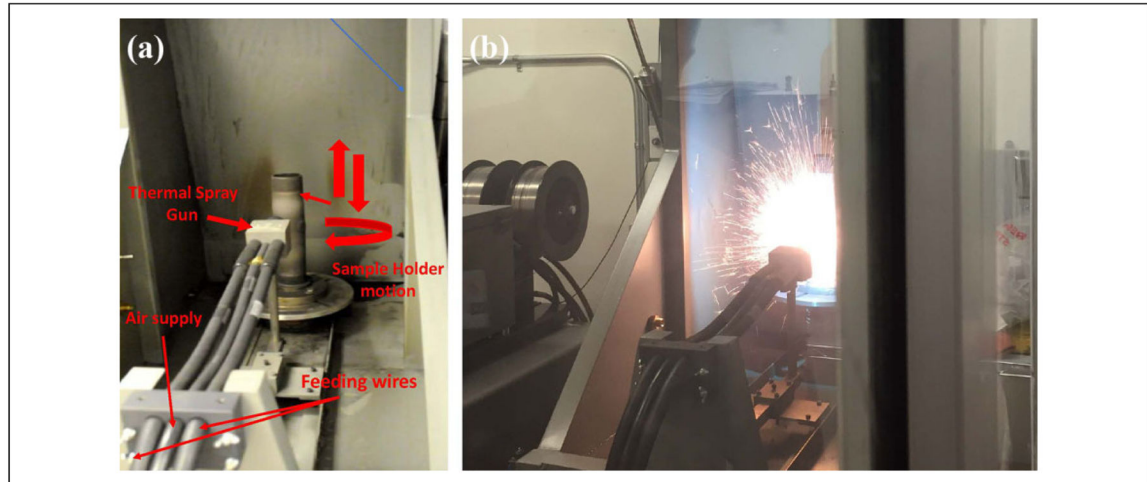 (a)
(b)
Thermal Spray
Gun
Sample Holder
motion
Air supply
Feeding wires